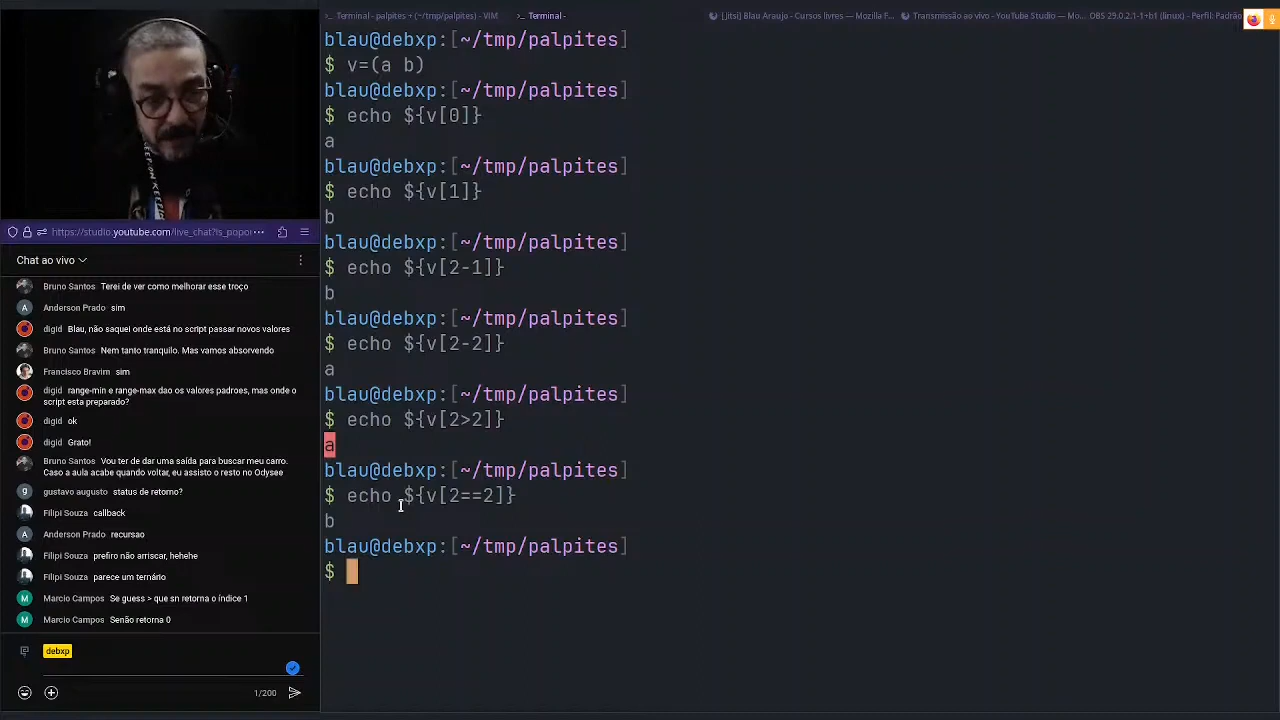 Terminal - palpites + (~/tmp/palpites) - VIM
Terminal -
[Jitsi] Blau Araujo - Cursos livres — Mozilla F...
Transmissão ao vivo - YouTube Studio — Mo...
OBS 29.0.2.1-1+b1 (linux) - Perfil: Padrão
https://studio.youtube.com/live_chat?is_popo
Chat ao vivo
Bruno Santos Terei de ver como melhorar esse troço
A Anderson Prado sim
digid Blau, não saquei onde está no script passar novos valores
Bruno Santos Nem tanto tranquilo. Mas vamos absorvendo
Francisco Bravim sim
digid range-min e range-max dao os valores padroes, mas onde o
script esta preparado?
digid ok
digid Grato!
Bruno Santos Vou ter de dar uma saída para buscar meu carro.
Caso a aula acabe quando voltar, eu assisto o resto no Odysee
g gustavo augusto status de retorno?
Filipi Souza callback
A Anderson Prado recursao
Filipi Souza prefiro não arriscar, hehehe
Filipi Souza parece um ternário
M Marcio Campos Se guess > que sn retorna o índice 1
M Marcio Campos Senão retorna 0
debxp
1/200
blau@debxp:[~/tmp/palpites]
$ v=(a b)
blau@debxp:[~/tmp/palpites]
$ echo ${v[0]}
a
blau@debxp:[~/tmp/palpites]
$ echo ${v[1]}
b
blau@debxp:[~/tmp/palpites]
$ echo ${v[2-1]}
b
blau@debxp:[~/tmp/palpites]
$ echo ${v[2-2]}
a
blau@debxp:[~/tmp/palpites]
$ echo ${v[2>2]}
a
blau@debxp:[~/tmp/palpites]
$ echo ${v[2==2]}
b
blau@debxp:[~/tmp/palpites]
$